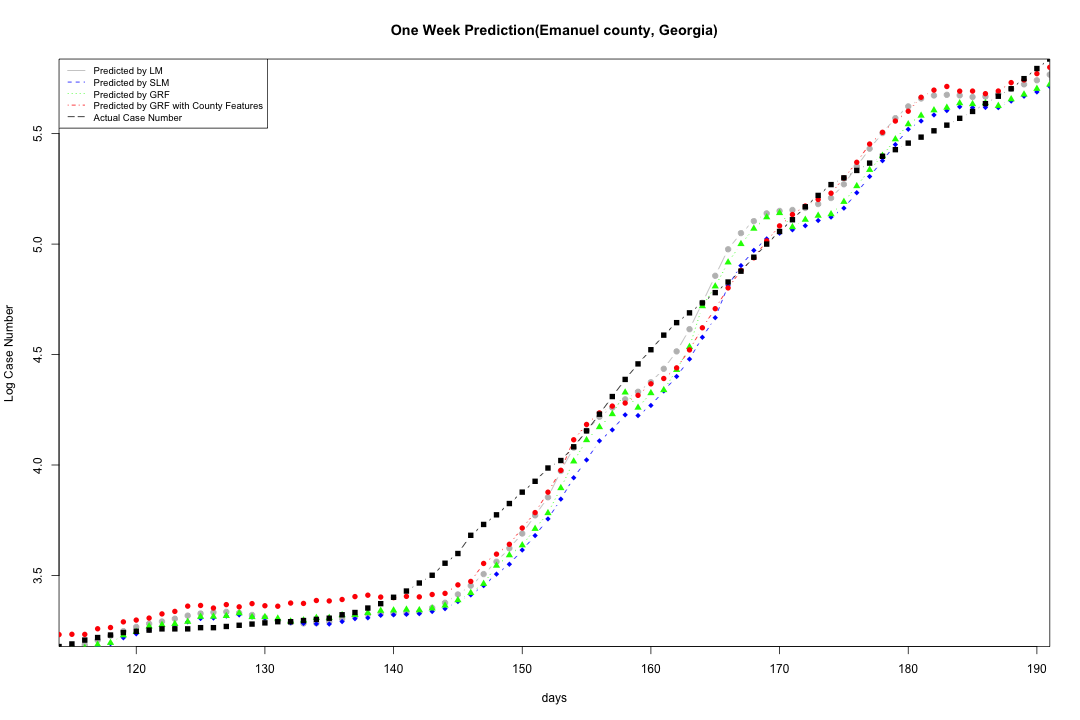 One Week Prediction(Emanuel county, Georgia)
Predicted by LM
Predicted by SLM
Predicted by GRF
Predicted by GRF with County Features
Actual Case Number
5.5
5.0
4.5
4.0
3.5
Log Case Number
120 130 140 150 160 170 180 190
days